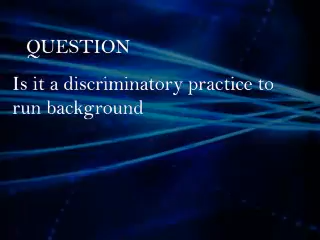 QUESTION
Is it a discriminatory practice to
run background